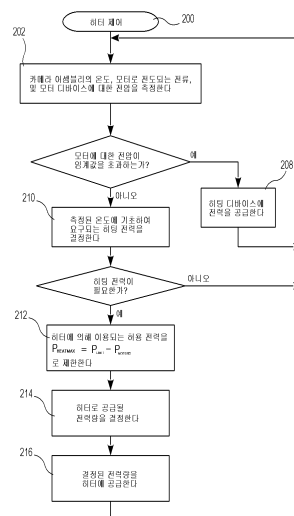 히터 제어
200
202
카메라 어셈블리의 온도, 모터로 전도되는 전류,
및 모터 디바이스에 대한 전압을 측정한다
모터에 대한 전압이
임계값을 초과하는가?
예
아니오
208
히팅 디바이스에
전력을 공급한다
210
측정된 온도에 기초하여
요구되는 히팅 전력을
결정한다
히팅 전력이
필요한가?
아니오
예
212
히터에 의해 이용되는 허용 전력을
P HEATMAX = P LIMIT - P
로 제한한다
214
히터로 공급될
전력량을 결정한다
216
결정된 전력량을
히터에 공급한다